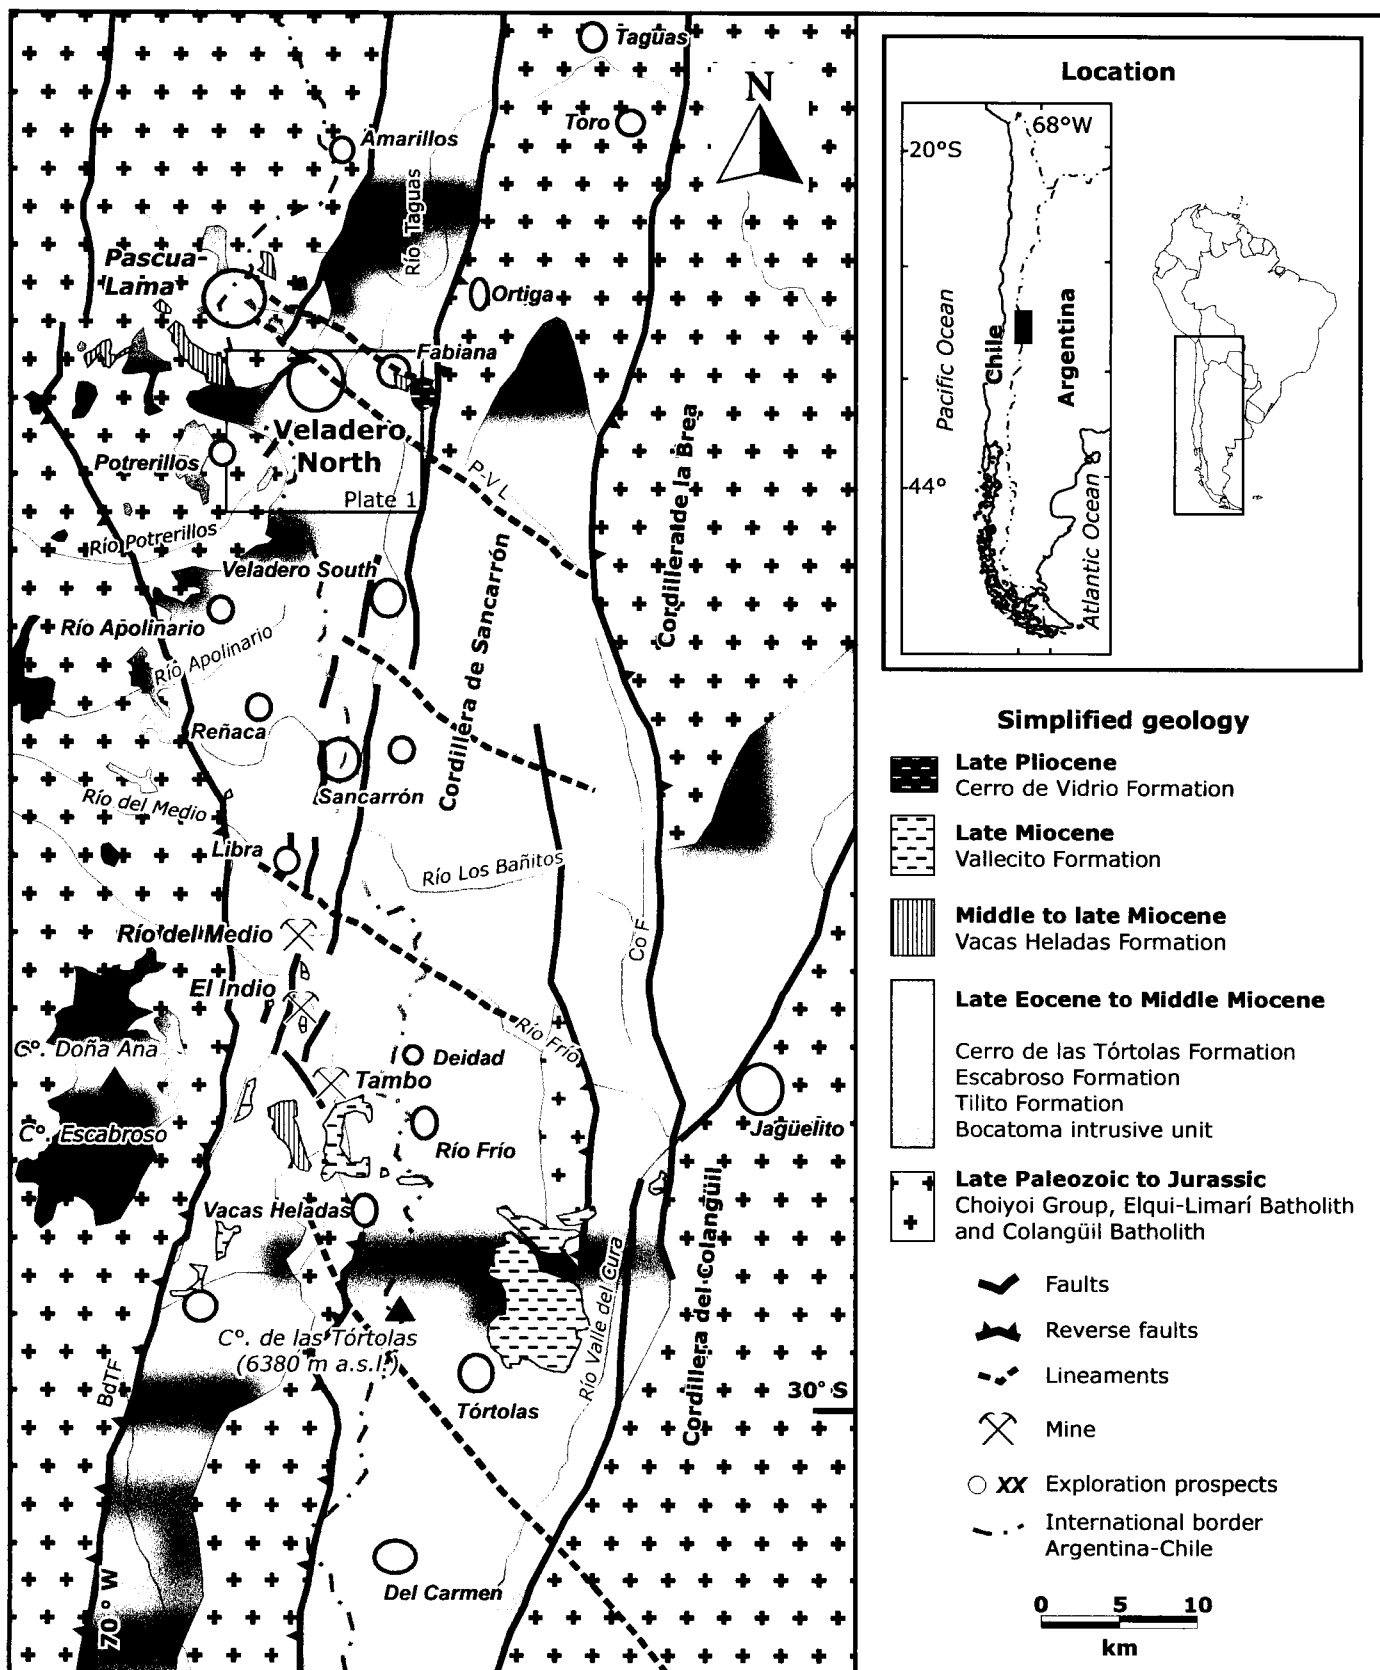 Tagüas
Toro
N
Amarillos
Río Taguas
Pascua-
Lama
Ortiga
Fabiana
Veladero
North
Potrerillos
Plate 1
P-V L
Cordilleralde la Brea
Río Potrerillos
Veladero South
Cordillera de Sancarrón
Río Apolinario
Río Apolinario
Reñaca
Sancarrón
Río del Medio
Libra
Río Los Bañitos
Río del Medio
Co F
El Indio
Río Frío
Cº. Doña Ana
Deidad
Tambo
Cº. Escabroso
Río Frío
Jagüelito
Vacas Heladas
Cordillera del Colangüil
Río Valle del Cura
Cº. de las Tórtolas
(6380 m a.s.l.)
BdTF
30° S
Tórtolas
70° W
Del Carmen
Location
68°W
20°S
Pacific Ocean
Chile
Argentina
44°
Atlantic Ocean
Simplified geology
Late Pliocene
Cerro de Vidrio Formation
Late Miocene
Vallecito Formation
Middle to late Miocene
Vacas Heladas Formation
Late Eocene to Middle Miocene
Cerro de las Tórtolas Formation
Escabroso Formation
Tilito Formation
Bocatoma intrusive unit
Late Paleozoic to Jurassic
Choiyoi Group, Elqui-Limarí Batholith
and Colangüil Batholith
Faults
Reverse faults
Lineaments
Mine
XX Exploration prospects
International border
Argentina-Chile
0 5 10
km